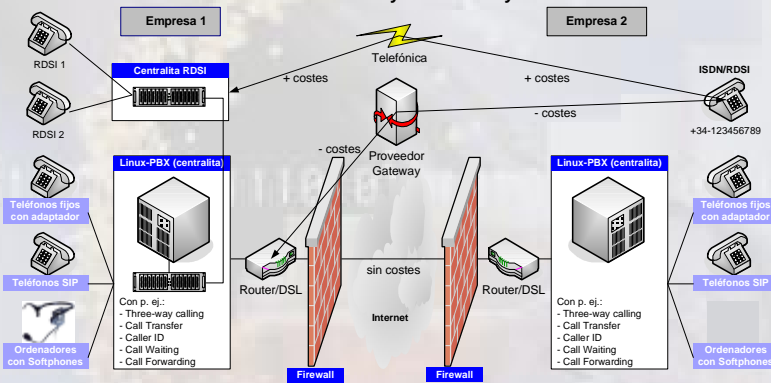 Empresa 1
Empresa 2
Telefónica
RDSI 1
Centralita RDSI
+ costes
+ costes
ISDN/RDSI
- costes
RDSI 2
+34-123456789
- costes
Proveedor
Gateway
Linux-PBX (centralita)
Linux-PBX (centralita)
Teléfonos fijos
con adaptador
Teléfonos fijos
con adaptador
sin costes
Teléfonos SIP
Router/DSL
Router/DSL
Teléfonos SIP
Internet
Con p. ej.:
- Three-way calling
- Call Transfer
- Caller ID
- Call Waiting
- Call Forwarding
Con p. ej.:
- Three-way calling
- Call Transfer
- Caller ID
- Call Waiting
- Call Forwarding
Ordenadores
con Softphones
Ordenadores
con Softphones
Firewall
Firewall